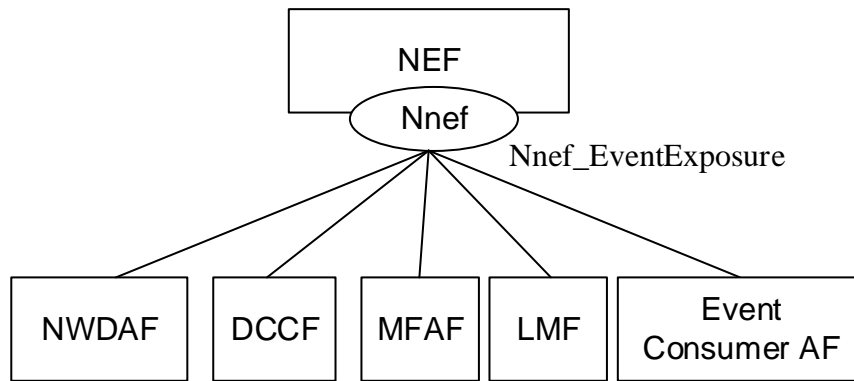 NEF
Nnef
Nnef_EventExposure
NWDAF
DCCF
MFAF
LMF
Event
Consumer AF